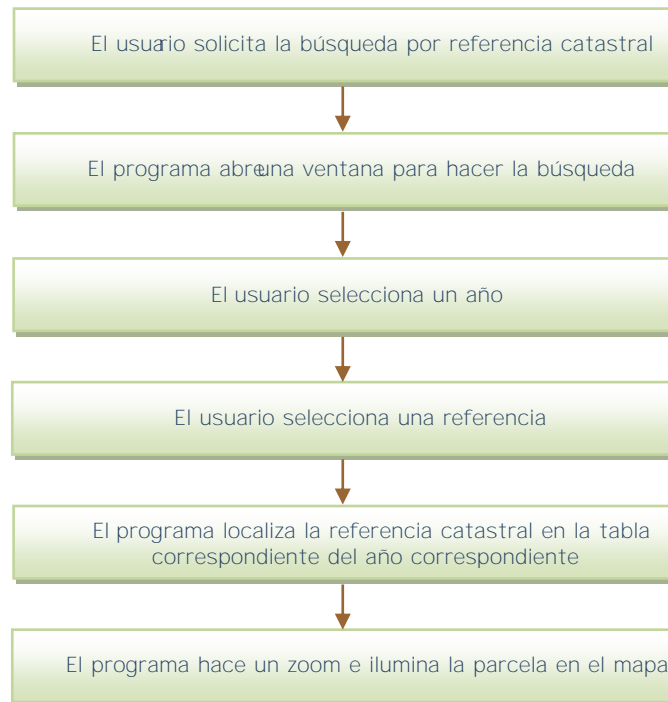 El usuario solicita la búsqueda por referencia catastral
El programa abre una ventana para hacer la búsqueda
El usuario selecciona un año
El usuario selecciona una referencia
El programa localiza la referencia catastral en la tabla
correspondiente del año correspondiente
El programa hace un zoom e ilumina la parcela en el mapa